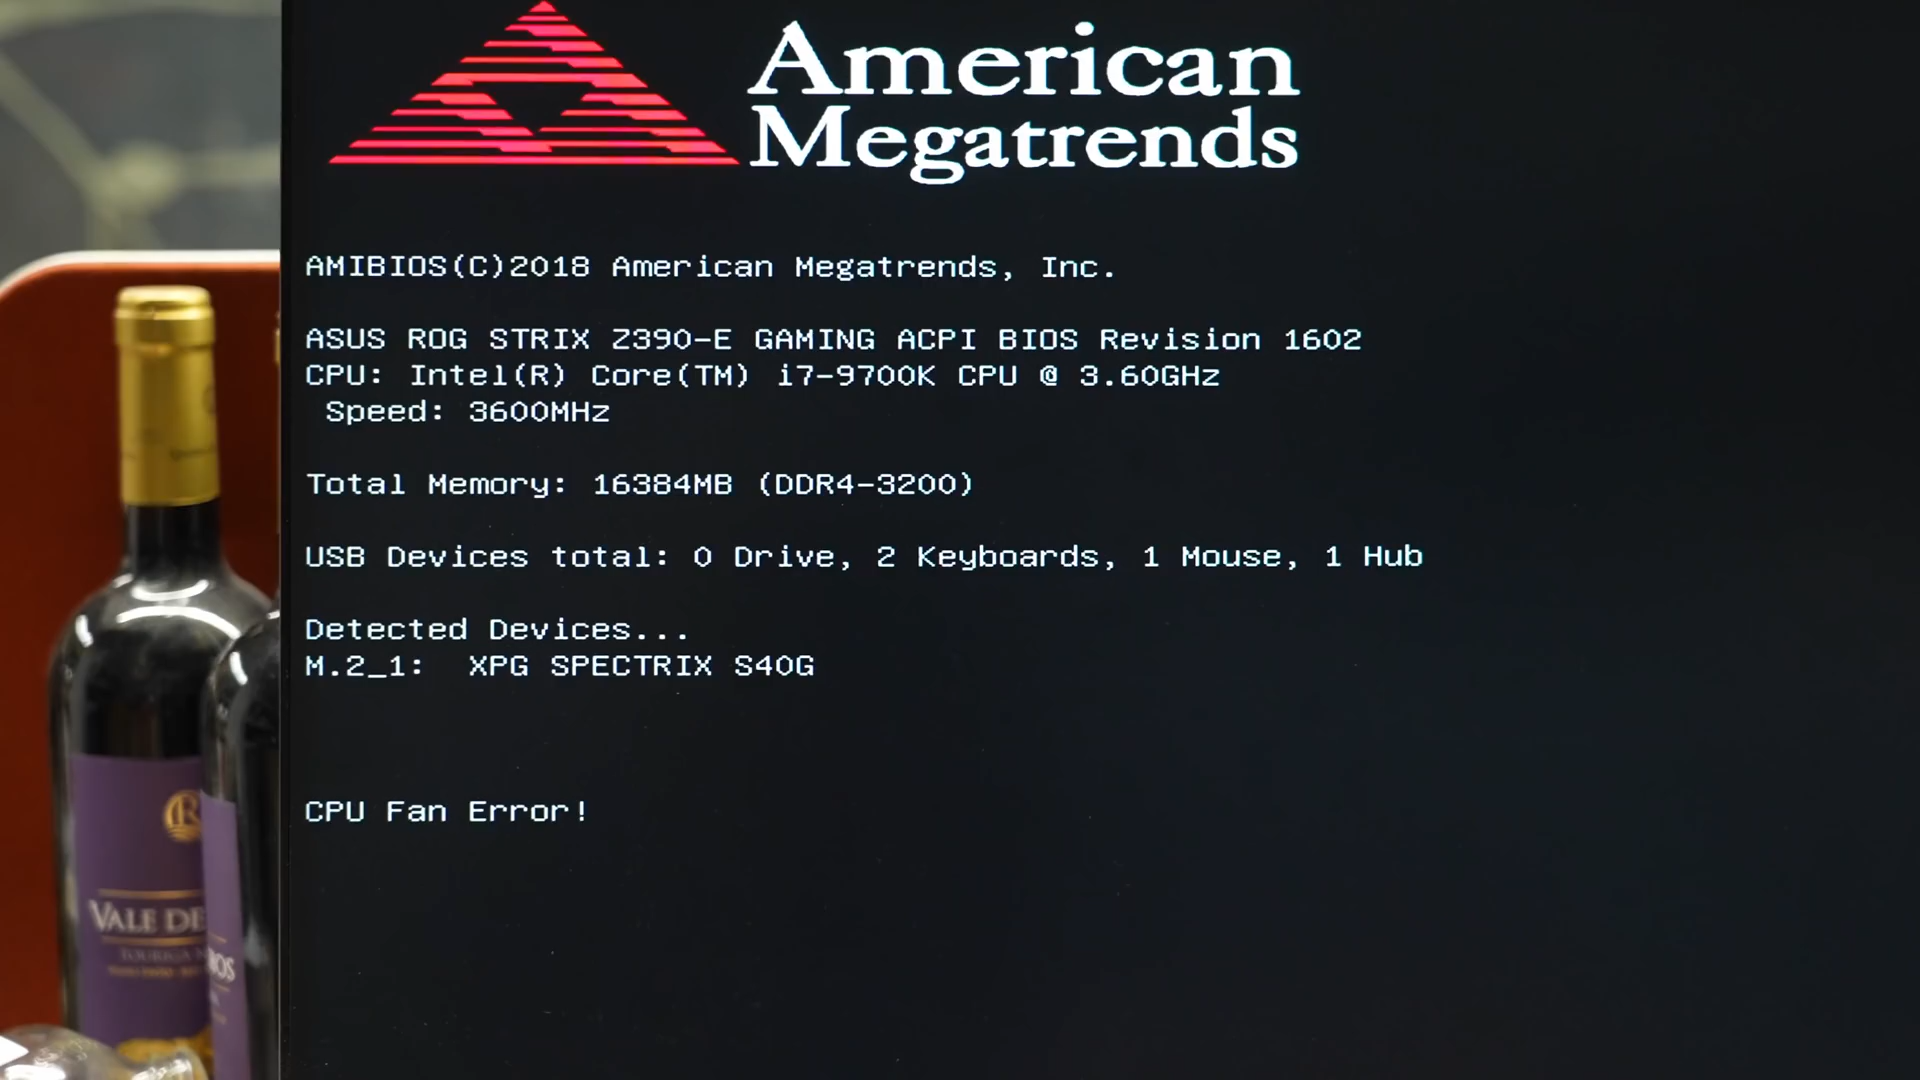 American
Megatrends
AMIBIOS(C)2018 American Megatrends, Inc.
ASUS ROG STRIX Z390-E GAMING ACPI BIOS Revision 1602
CPU: Intel(R) Core(TM) i7-9700K CPU @ 3.60GHz
Speed: 3600MHz
Total Memory: 16384MB (DDR4-3200)
USB Devices total: 0 Drive, 2 Keyboards, 1 Mouse, 1 Hub
Detected Devices...
M.2_1: XPG SPECTRIX S40G
CPU Fan Error!
VALE DE